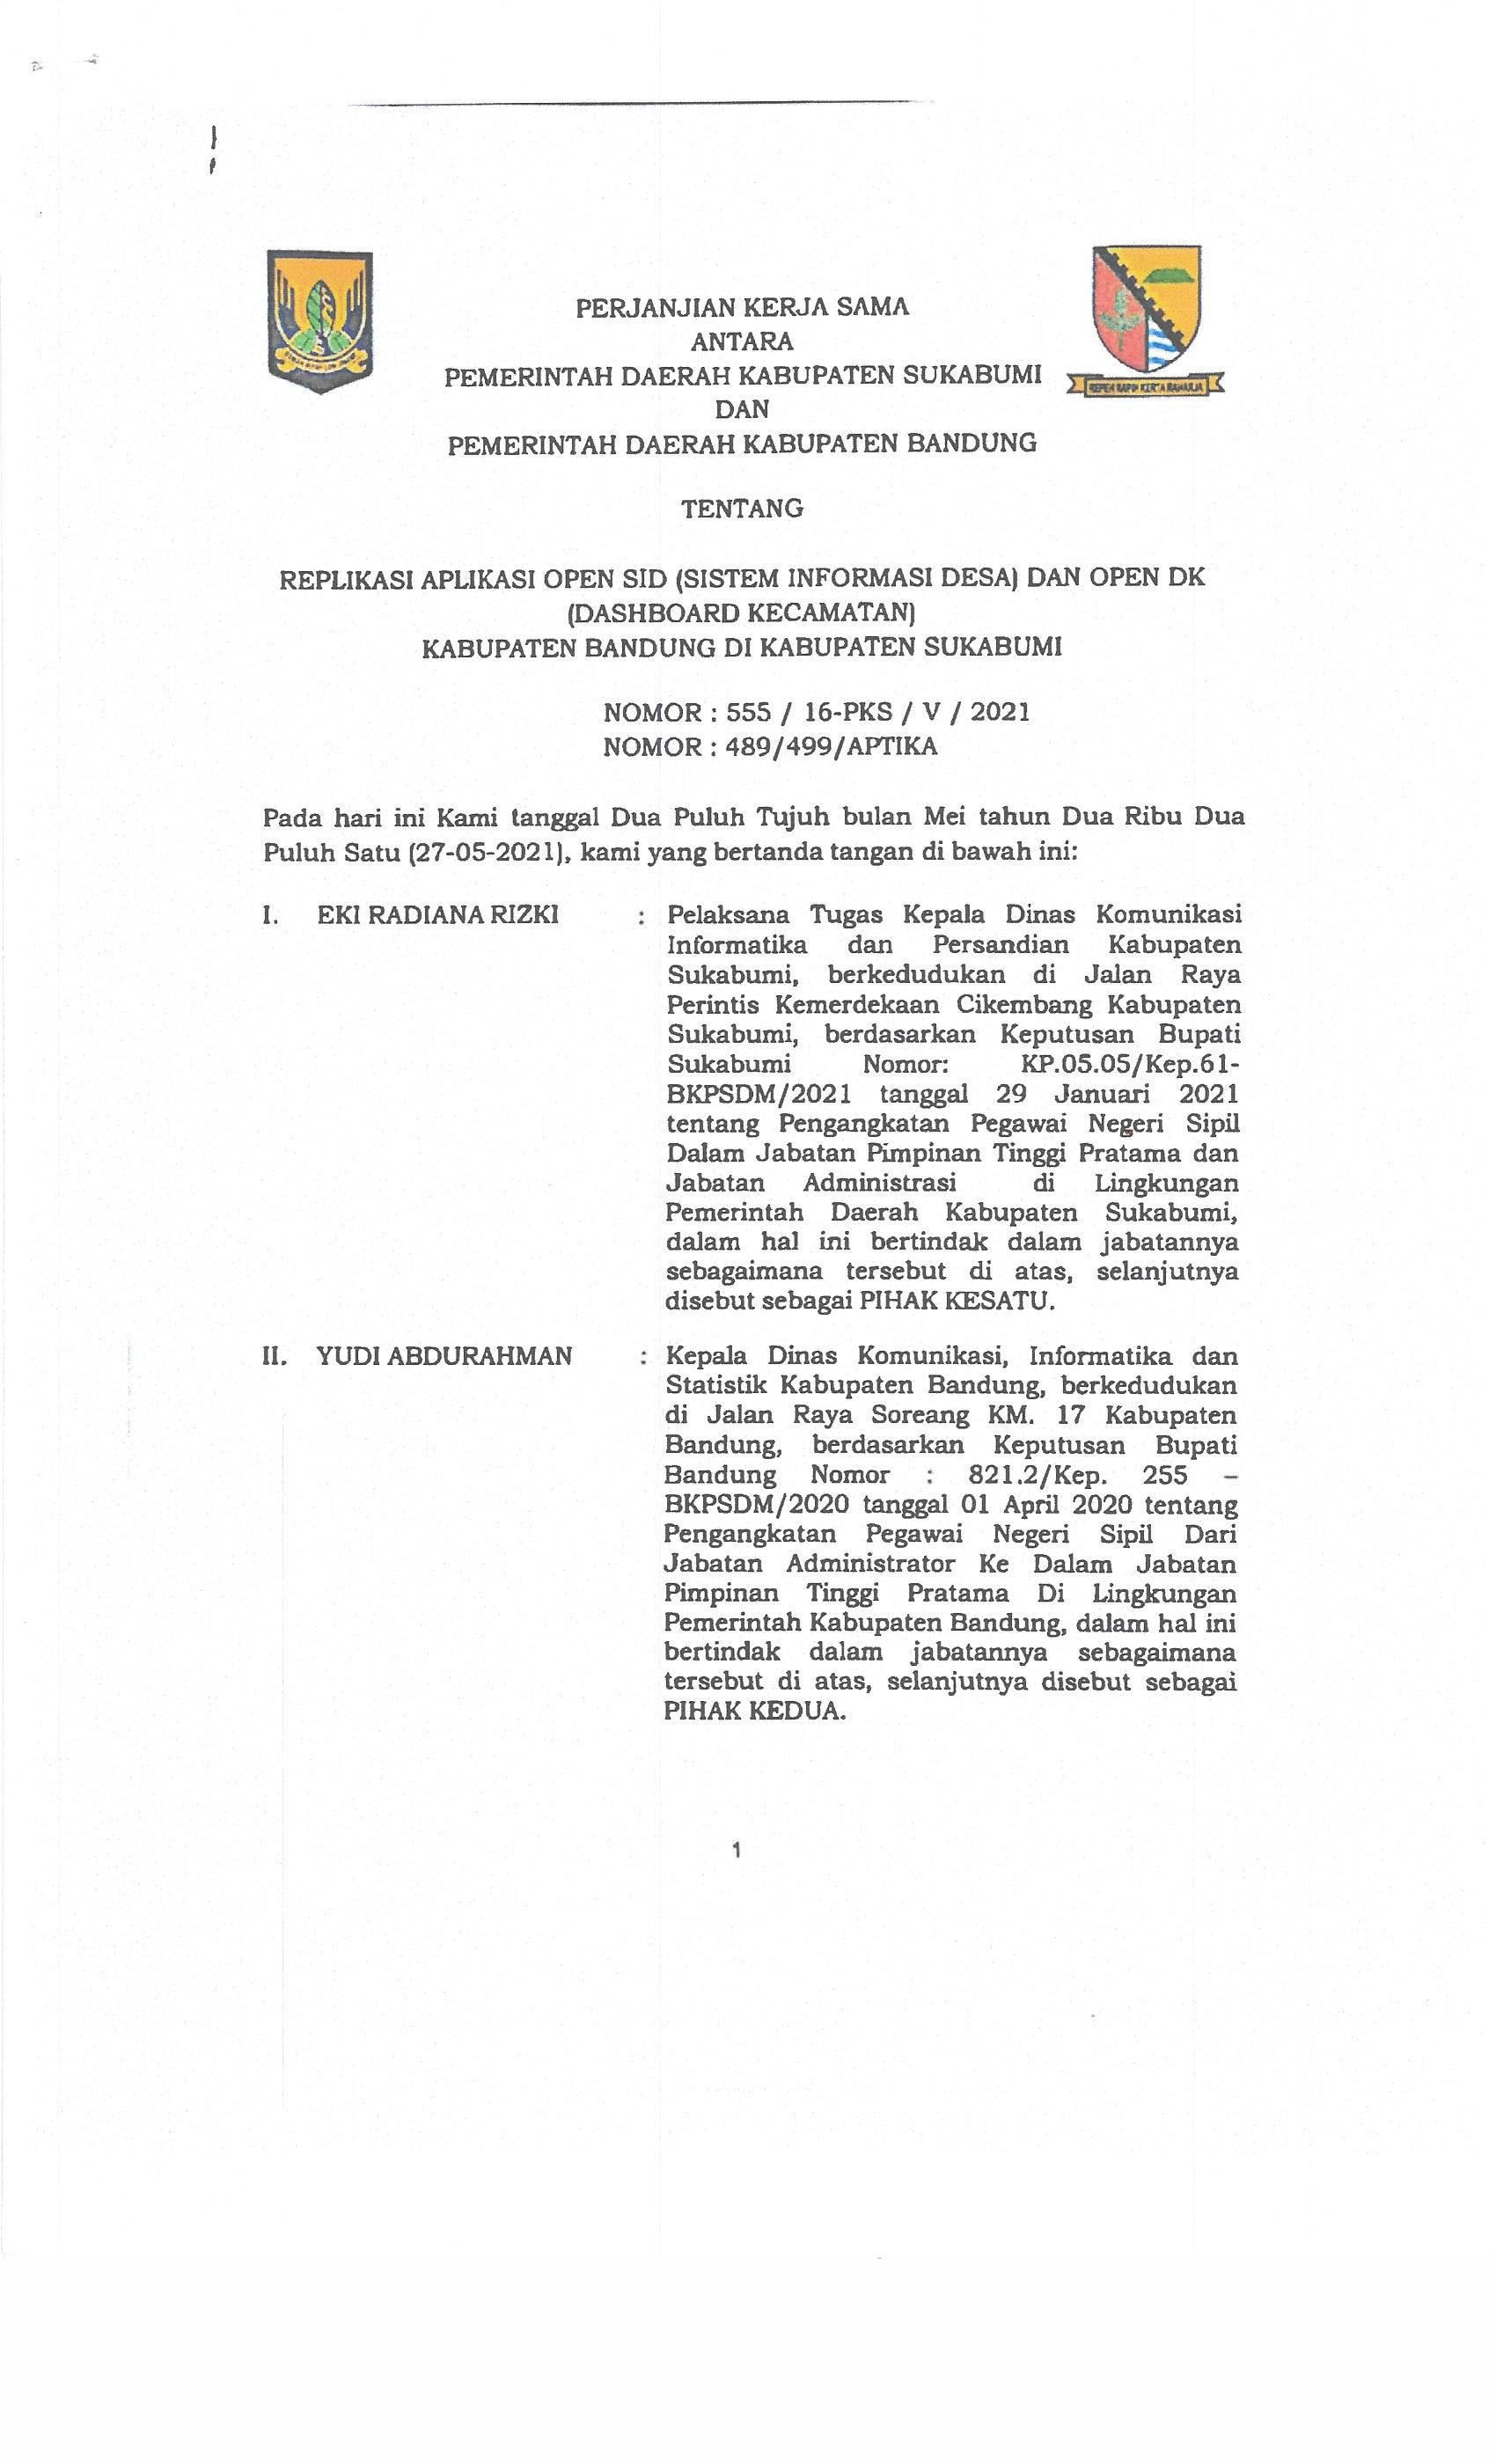 PERJANJIAN KERJA SAMA
ANTARA
PEMERINTAH DAERAH KABUPATEN SUKABUMI
DAN
PEMERINTAH DAERAH KABUPATEN BANDUNG
TENTANG
REPLIKASI APLIKASI OPEN SID (SISTEM INFORMASI DESA) DAN OPEN DK
(DASHBOARD KECAMATAN)
KABUPATEN BANDUNG DI KABUPATEN SUKABUMI
NOMOR : 555 / 16-PKS / V / 2021
NOMOR : 489/499/APTIKA
Pada hari ini Kami tanggal Dua Puluh Tujuh bulan Mei tahun Dua Ribu Dua
Puluh Satu (27-05-2021), kami yang bertanda tangan di bawah ini:
I. EKI RADIANA RIZKI : Pelaksana Tugas Kepala Dinas Komunikasi
Informatika dan Persandian Kabupaten
Sukabumi, berkedudukan di Jalan Raya
Perintis Kemerdekaan Cikembang Kabupaten
Sukabumi, berdasarkan Keputusan Bupati
Sukabumi Nomor: KP.05.05/Kep.61-
BKPSDM/2021 tanggal 29 Januari 2021
tentang Pengangkatan Pegawai Negeri Sipil
Dalam Jabatan Pimpinan Tinggi Pratama dan
Jabatan Administrasi di Lingkungan
Pemerintah Daerah Kabupaten Sukabumi,
dalam hal ini bertindak dalam jabatannya
sebagaimana tersebut di atas, selanjutnya
disebut sebagai PIHAK KESATU.
II. YUDI ABDURAHMAN : Kepala Dinas Komunikasi, Informatika dan
Statistik Kabupaten Bandung, berkedudukan
di Jalan Raya Soreang KM. 17 Kabupaten
Bandung, berdasarkan Keputusan Bupati
Bandung Nomor : 821.2/Kep. 255 –
BKPSDM/2020 tanggal 01 April 2020 tentang
Pengangkatan Pegawai Negeri Sipil Dari
Jabatan Administrator Ke Dalam Jabatan
Pimpinan Tinggi Pratama Di Lingkungan
Pemerintah Kabupaten Bandung, dalam hal ini
bertindak dalam jabatannya sebagaimana
tersebut di atas, selanjutnya disebut sebagai
PIHAK KEDUA.
1